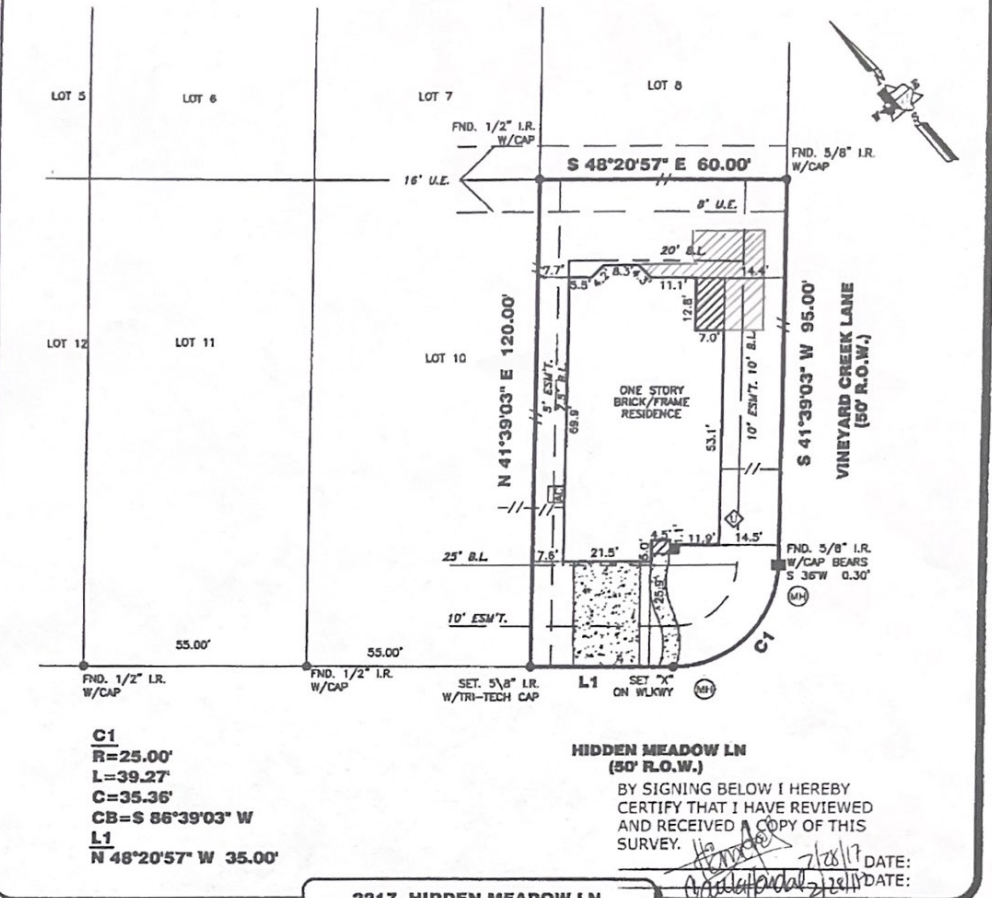 LOT 5
LOT 6
LOT 7
LOT 8
FND. 1/2" I.R.
W/CAP
FND. 5/8" I.R.
W/CAP
S 48°20'57" E 60.00'
16' U.E.
8' U.E.
20' B.L.
7.7'
5.5'
4.2'
8.3'
11.1'
14.4'
12.8'
7.0'
N 41°39'03" E 120.00'
S 41°39'03" W 95.00'
VINEYARD CREEK LANE
(50' R.O.W.)
LOT 12
LOT 11
LOT 10
5' ESM'T.
7.5' B.L.
69.9'
ONE STORY
BRICK/FRAME
RESIDENCE
53.1'
10' ESM'T. 10' B.L.
AC
U
25' B.L.
7.6'
21.5'
6.0'
4.5'
11.9'
14.5'
25.9'
FND. 5/8" I.R.
W/CAP BEARS
S 36°W 0.30'
MH
10' ESM'T.
C1
55.00'
55.00'
4'
FND. 1/2" I.R.
W/CAP
FND. 1/2" I.R.
W/CAP
SET. 5\8" I.R.
W/TRI-TECH CAP
L1
SET "X"
ON WLKWY
MH
C1
R=25.00'
L=39.27'
C=35.36'
CB=S 86°39'03" W
L1
N 48°20'57" W 35.00'
HIDDEN MEADOW LN
(50' R.O.W.)
BY SIGNING BELOW I HEREBY
CERTIFY THAT I HAVE REVIEWED
AND RECEIVED A COPY OF THIS
SURVEY.
DATE:
DATE:
HIDDEN MEADOW LN